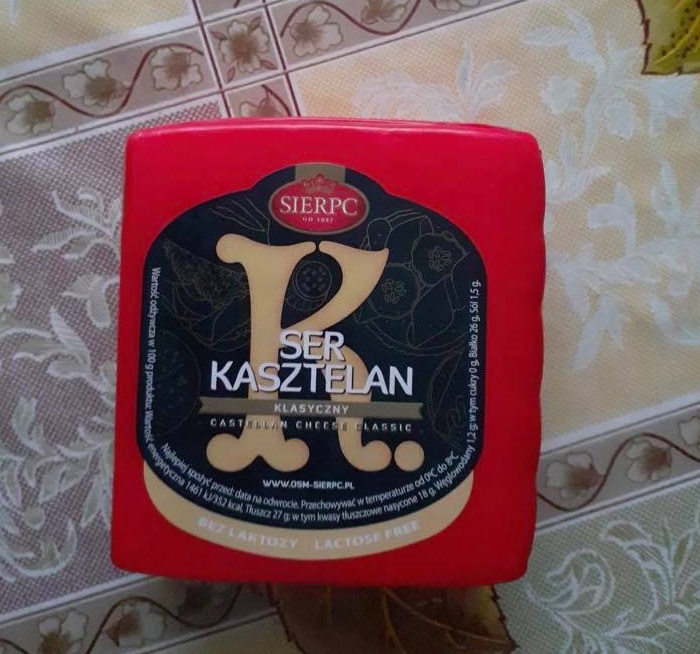 SIERPC
OD 1927
SER
KASZTELAN
KLASYCZNY
CASTELLAN CHEESE CLASSIC
WWW.OSM-SIERPC.PL
Najlepiej spożyć przed: data na odwrocie. Przechowywać w temperaturze od 0°C do 8°C.
Wartość odżywcza w 100 g produktu: Wartość energetyczna 1461 kJ/352 kcal, Tłuszcz 27 g; w tym kwasy tłuszczowe nasycone 18 g, Węglowodany 1,2 g; w tym cukry 0 g, Białko 26 g, Sól 1,5 g.
BEZ LAKTOZY LACTOSE FREE